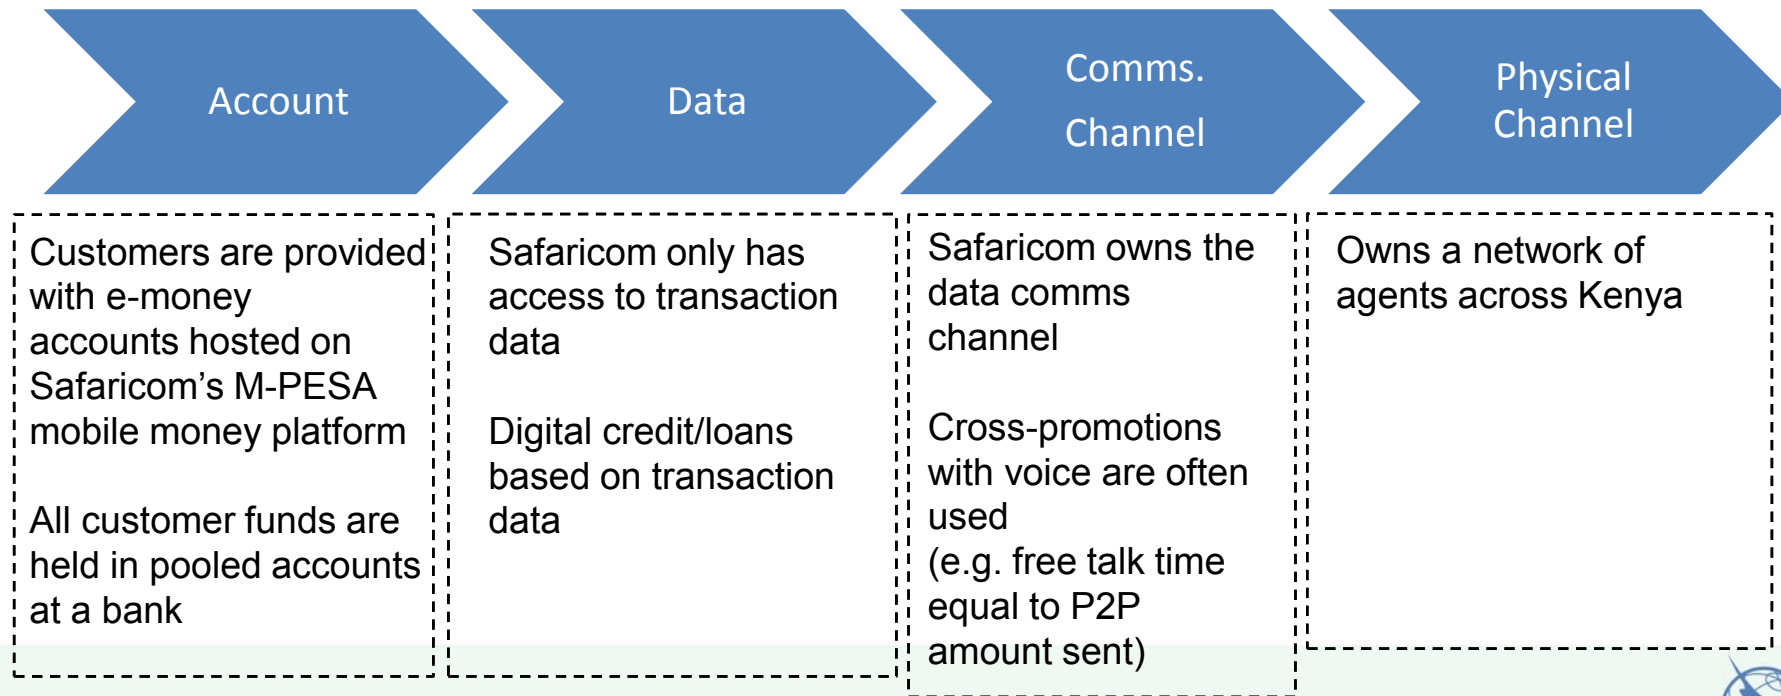 Account
Data
Comms.
Channel
Physical
Channel
Customers are provided
with e-money
accounts hosted on
Safaricom's M-PESA
mobile money platform
All customer funds are
held in pooled accounts
at a bank
Safaricom only has
access to transaction
data
Digital credit/loans
based on transaction
data
Safaricom owns the
data comms
channel
Cross-promotions
with voice are often
used
(e.g. free talk time
equal to P2P
amount sent)
Owns a network of
agents across Kenya